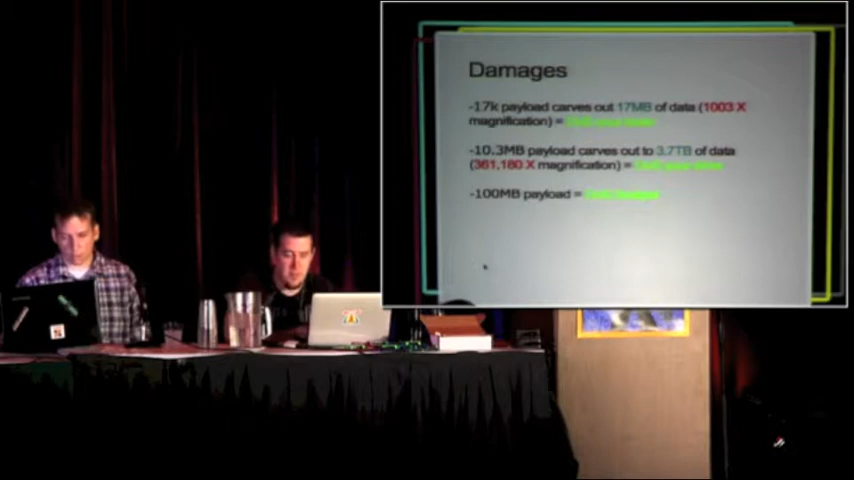 Damages
-17k payload carves out 17MB of data (1003 X
magnification) =
-10.3MB payload carves out to 3.7TB of data
(361,180 X magnification) =
-100MB payload =